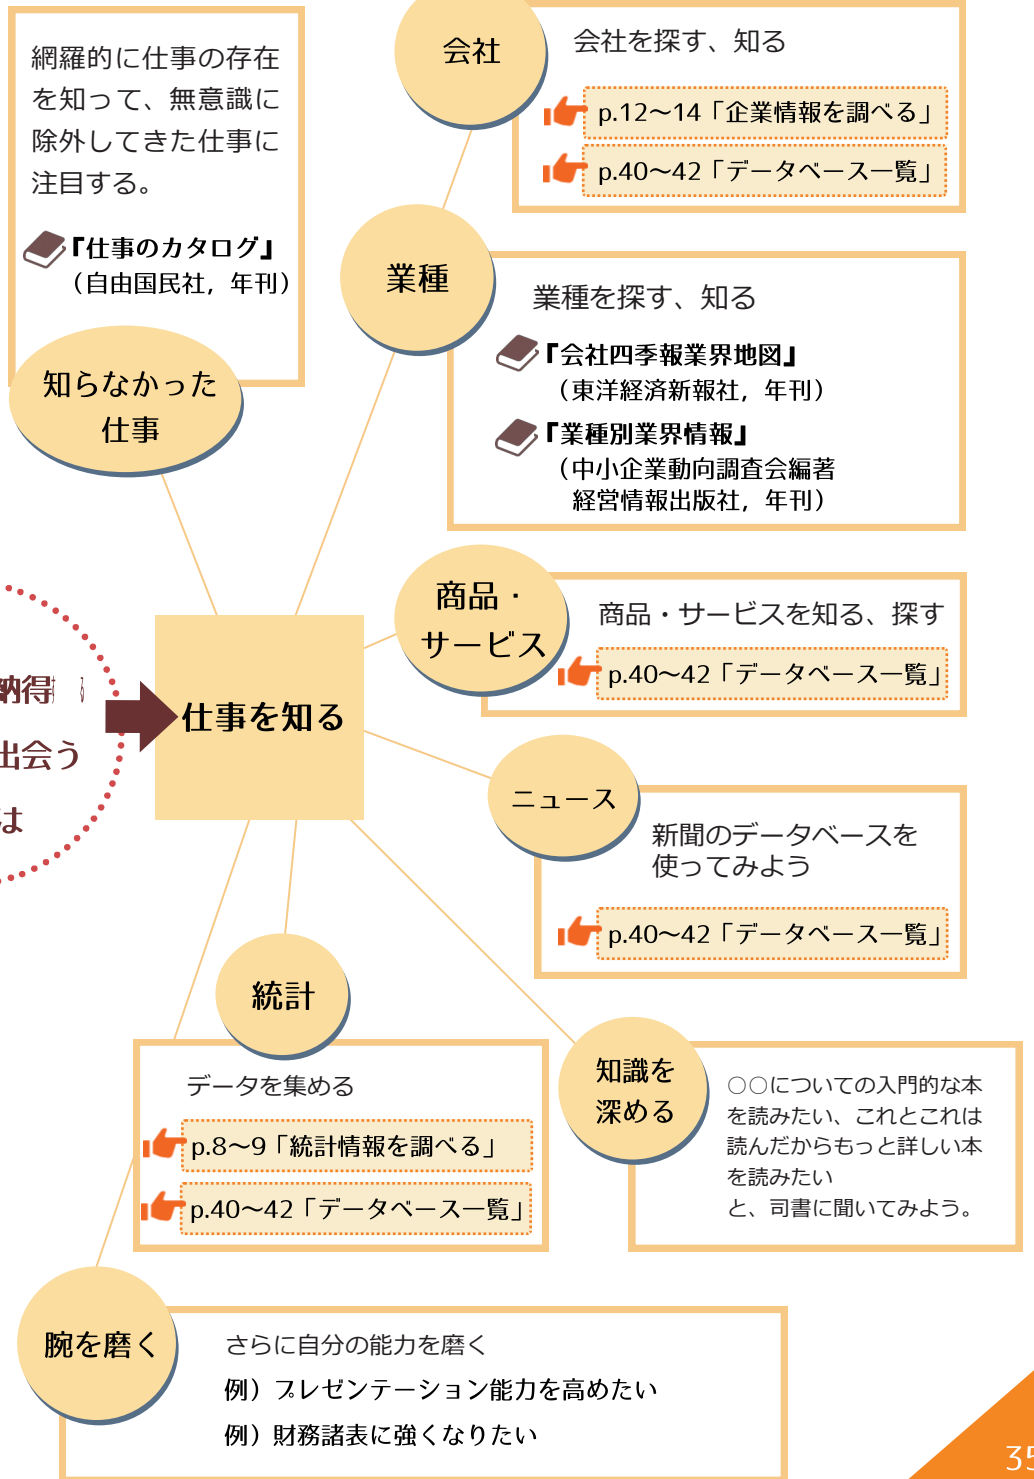 網羅的に仕事の存在
を知って、無意識に
除外してきた仕事に
注目する。
『仕事のカタログ』
（自由国民社，年刊）
知らなかった
仕事
会社
会社を探す、知る
p.12〜14「企業情報を調べる」
p.40〜42「データベース一覧」
業種
業種を探す、知る
『会社四季報業界地図』
（東洋経済新報社，年刊）
『業種別業界情報』
（中小企業動向調査会編著
経営情報出版社，年刊）
商品・
サービス
商品・サービスを知る、探す
p.40〜42「データベース一覧」
納得する
出会う
は
仕事を知る
ニュース
新聞のデータベースを
使ってみよう
p.40〜42「データベース一覧」
統計
データを集める
p.8〜9「統計情報を調べる」
p.40〜42「データベース一覧」
知識を
深める
○○についての入門的な本
を読みたい、これとこれは
読んだからもっと詳しい本
を読みたい
と、司書に聞いてみよう。
腕を磨く
さらに自分の能力を磨く
例）プレゼンテーション能力を高めたい
例）財務諸表に強くなりたい
35